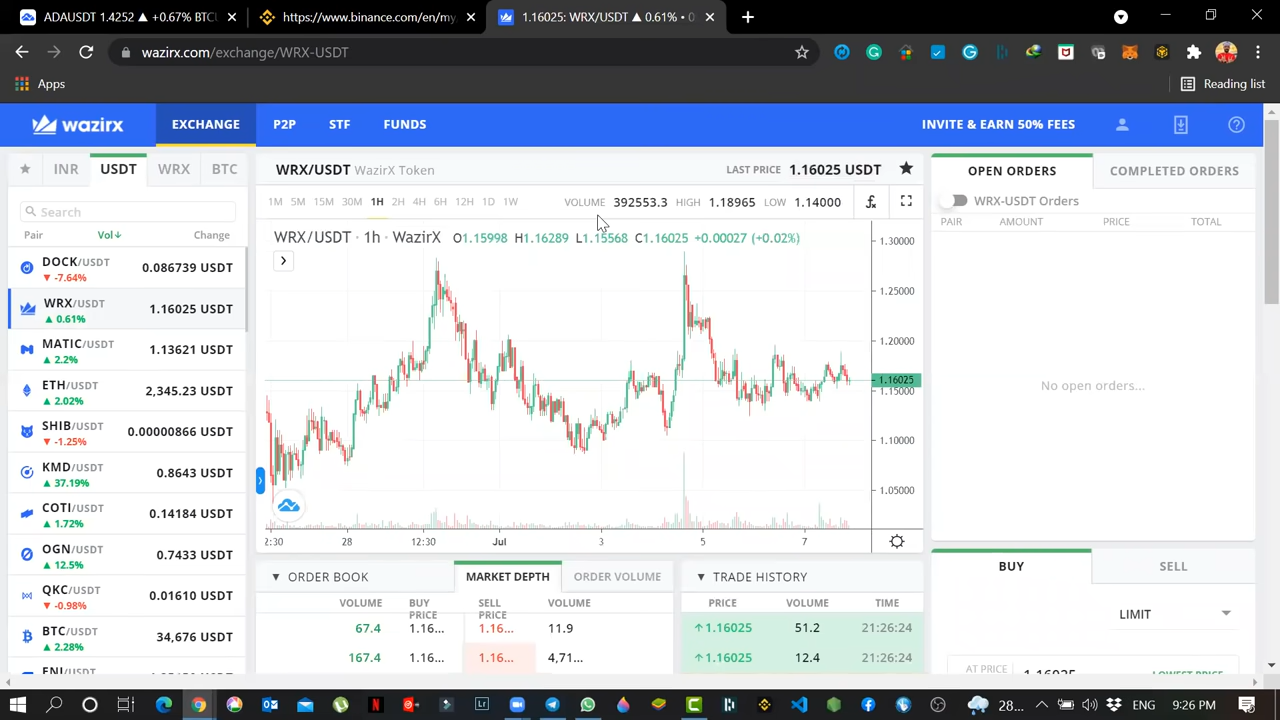 ADAUSDT 1.4252 ▲ +0.67% BTC
https://www.binance.com/en/my
1.16025: WRX/USDT ▲ 0.61% •
wazirx.com/exchange/WRX-USDT
Apps
Reading list
wazirx
EXCHANGE
P2P
STF
FUNDS
INVITE & EARN 50% FEES
INR
USDT
WRX
BTC
Search
Pair
Vol↓
Change
DOCK/USDT
0.086739 USDT
▼ -7.64%
WRX/USDT
1.16025 USDT
▲ 0.61%
MATIC/USDT
1.13621 USDT
▲ 2.2%
ETH/USDT
2,345.23 USDT
▲ 2.02%
SHIB/USDT
0.00000866 USDT
▼ -1.25%
KMD/USDT
0.8643 USDT
▲ 37.19%
COTI/USDT
0.14184 USDT
▲ 1.72%
OGN/USDT
0.7433 USDT
▲ 12.5%
QKC/USDT
0.01610 USDT
▼ -0.98%
BTC/USDT
34,676 USDT
▲ 2.28%
WRX/USDT WazirX Token
LAST PRICE 1.16025 USDT
1M 5M 15M 30M 1H 2H 4H 6H 12H 1D 1W
VOLUME 392553.3 HIGH 1.18965 LOW 1.14000
WRX/USDT · 1h · WazirX O1.15998 H1.16289 L1.15568 C1.16025 +0.00027 (+0.02%)
1.30000
1.25000
1.20000
1.16025
1.15000
1.10000
1.05000
2:30 28 12:30 Jul 3 5 7
▼ ORDER BOOK
MARKET DEPTH
ORDER VOLUME
VOLUME
BUY PRICE
SELL PRICE
VOLUME
67.4 1.16... 1.16... 11.9
167.4 1.16... 1.16... 4,71...
▼ TRADE HISTORY
PRICE VOLUME TIME
↑1.16025 51.2 21:26:24
↑1.16025 12.4 21:26:24
OPEN ORDERS
COMPLETED ORDERS
WRX-USDT Orders
PAIR AMOUNT PRICE TOTAL
No open orders...
BUY
SELL
LIMIT
AT PRICE
1.16025
LOWEST PRICE
28...
ENG
9:26 PM